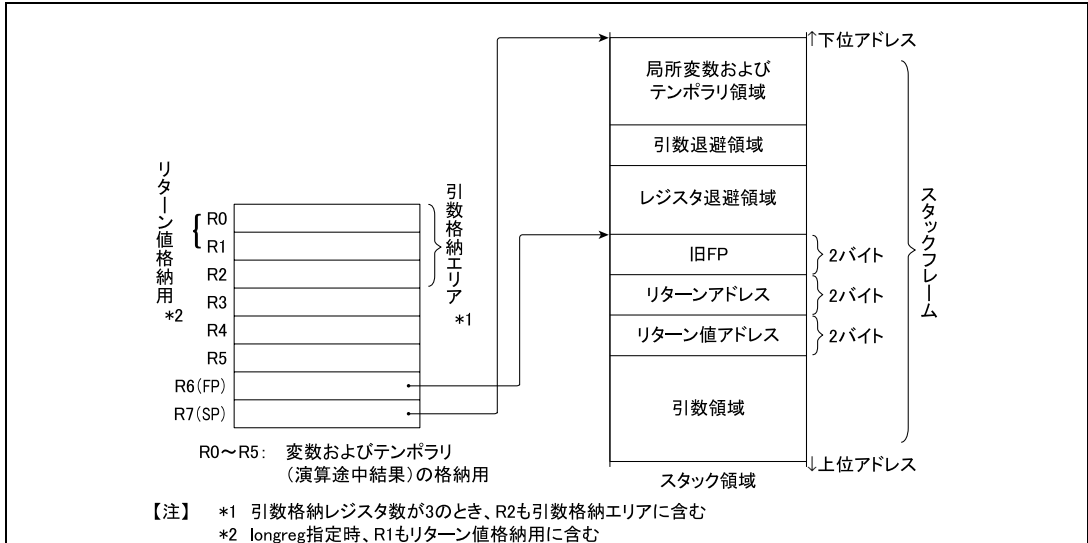 リターン値格納用
*2
R0
R1
R2
R3
R4
R5
R6(FP)
R7(SP)
引数格納エリア
*1
R0~R5: 変数およびテンポラリ
(演算途中結果)の格納用
↑下位アドレス
局所変数および
テンポラリ領域
引数退避領域
レジスタ退避領域
旧FP
2バイト
リターンアドレス
2バイト
リターン値アドレス
2バイト
引数領域
スタックフレーム
↓上位アドレス
スタック領域
【注】 *1 引数格納レジスタ数が3のとき、R2も引数格納エリアに含む
*2 longreg指定時、R1もリターン値格納用に含む